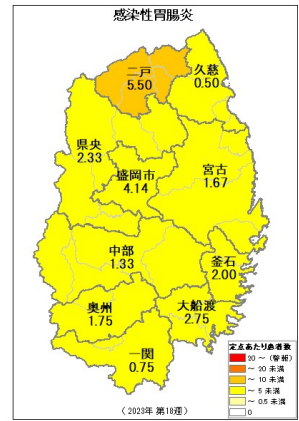 感染性胃腸炎
二戸
5.50
久慈
0.50
県央
2.33
盛岡市
4.14
宮古
1.67
中部
1.33
釜石
2.00
奥州
1.75
大船渡
2.75
一関
0.75
定点あたり患者数
20 ～ (警報)
～ 20 未満
～ 10 未満
～ 5 未満
～ 0.5 未満
0
(2023年 第18週)